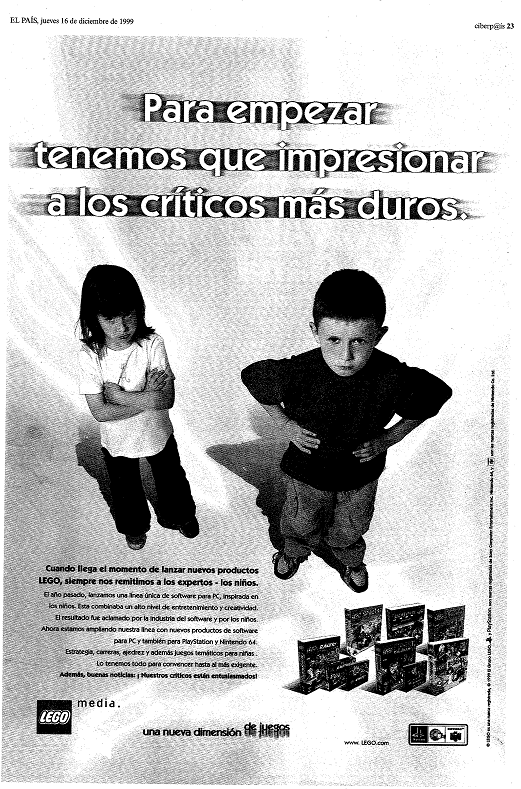 EL PAÍS, jueves 16 de diciembre de 1999
ciberp@ís 23
Para empezar
tenemos que impresionar
a los críticos más duros.
Cuando llega el momento de lanzar nuevos productos
LEGO, siempre nos remitimos a los expertos - los niños.
El año pasado, lanzamos una línea única de software para PC, inspirada en
los niños. Esta combinaba un alto nivel de entretenimiento y creatividad.
El resultado fue aclamado por la industria del software y por los niños.
Ahora estamos ampliando nuestra línea con nuevos productos de software
para PC y también para PlayStation y Nintendo 64.
Estrategia, carreras, ajedrez y además juegos temáticos para niñas.
Lo tenemos todo para convencer hasta al más exigente.
Además, buenas noticias: ¡ Nuestros críticos están entusiasmados!
LEGO media.
una nueva dimensión de juegos
www. LEGO.com